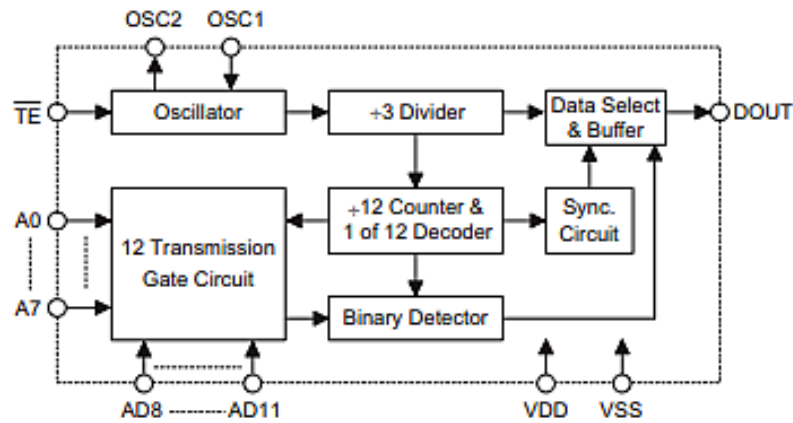 OSC2 OSC1
TE
Oscillator
÷3 Divider
Data Select
& Buffer
DOUT
A0
12 Transmission
Gate Circuit
÷12 Counter &
1 of 12 Decoder
Sync.
Circuit
A7
Binary Detector
AD8 AD11
VDD VSS